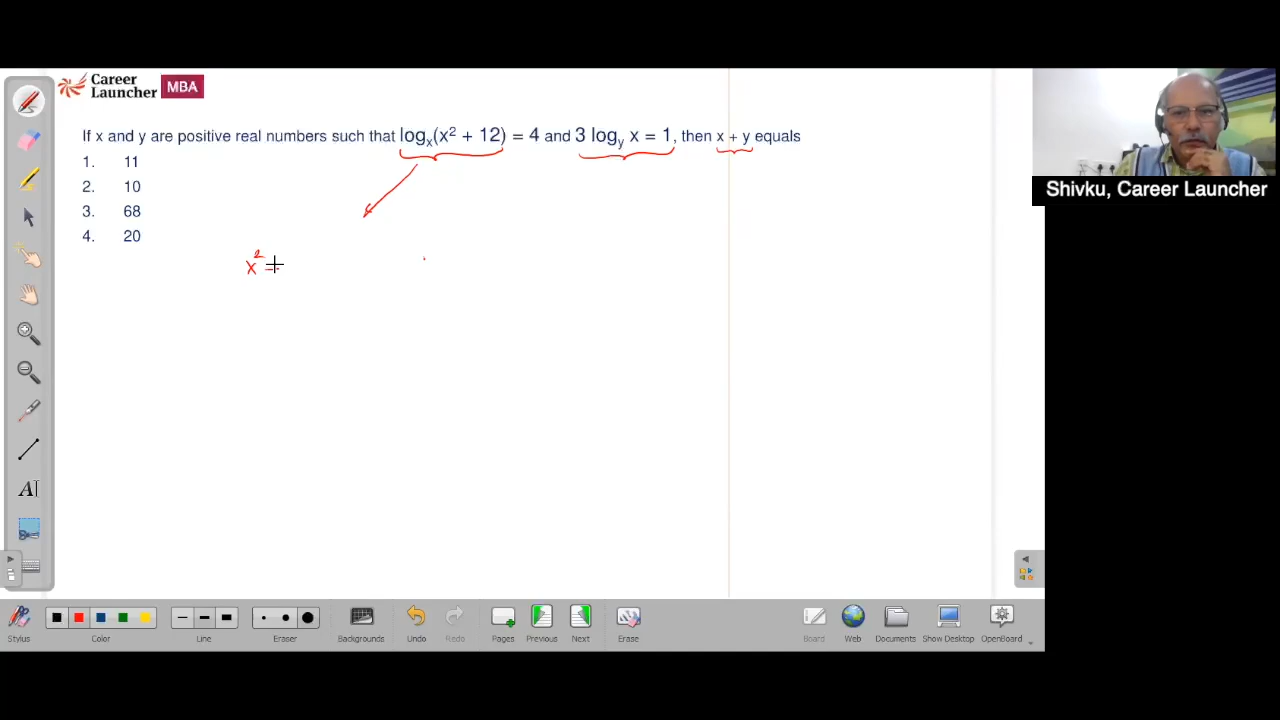 Career
Launcher MBA
If x and y are positive real numbers such that logₓ(x² + 12) = 4 and 3 log_y x = 1, then x + y equals
1. 11
2. 10
3. 68
4. 20
x²
Shivku, Career Launcher
A
Stylus
Color
Line
Eraser
Backgrounds
Undo
Redo
Pages
Previous
Next
Erase
Board
Web
Documents
Show Desktop
OpenBoard